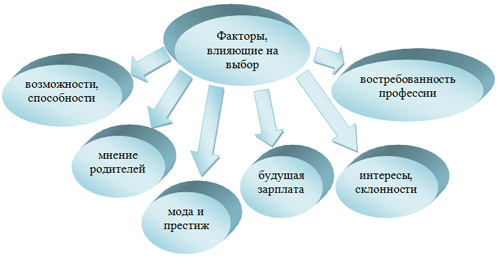 Факторы,
влияющие на
выбор
возможности,
способности
востребованность
профессии
мнение
родителей
мода и
престиж
будущая
зарплата
интересы,
склонности